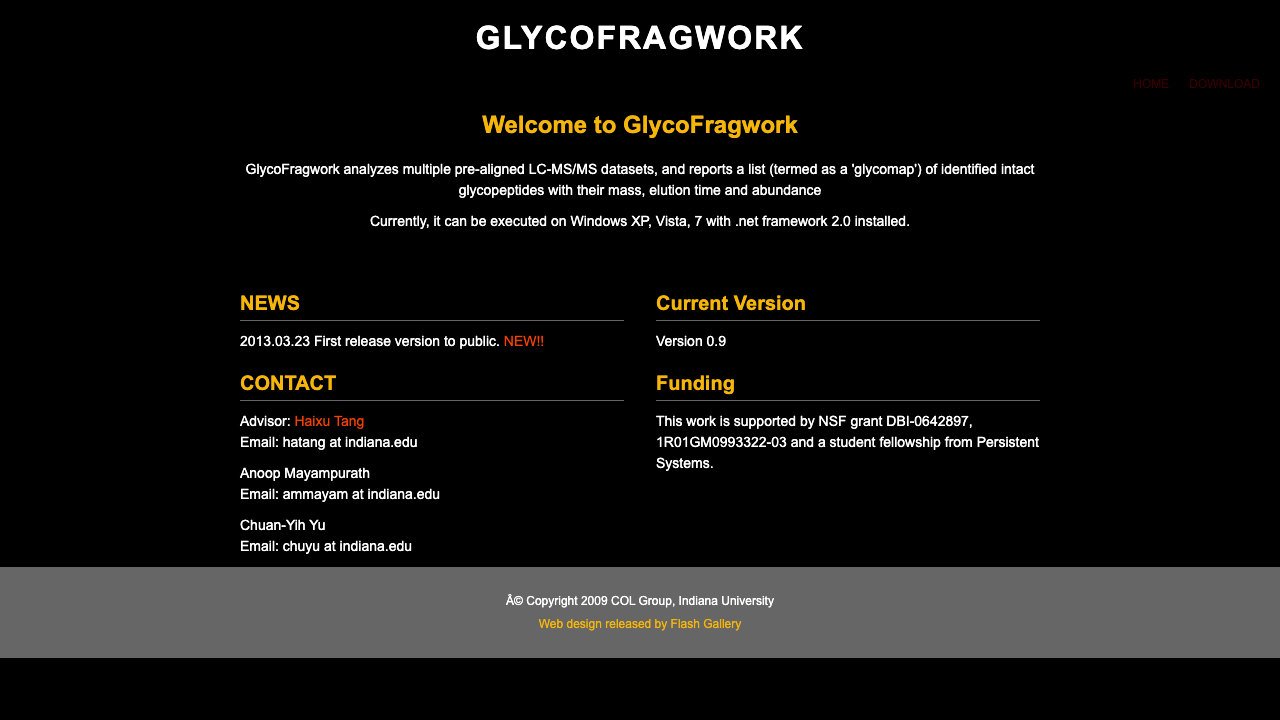 GLYCOFRAGWORK
HOME DOWNLOAD
Welcome to GlycoFragwork
GlycoFragwork analyzes multiple pre-aligned LC-MS/MS datasets, and reports a list (termed as a 'glycomap') of identified intact
glycopeptides with their mass, elution time and abundance
Currently, it can be executed on Windows XP, Vista, 7 with .net framework 2.0 installed.
NEWS
2013.03.23 First release version to public. NEW!!
CONTACT
Advisor: Haixu Tang
Email: hatang at indiana.edu
Anoop Mayampurath
Email: ammayam at indiana.edu
Chuan-Yih Yu
Email: chuyu at indiana.edu
Current Version
Version 0.9
Funding
This work is supported by NSF grant DBI-0642897,
1R01GM0993322-03 and a student fellowship from Persistent
Systems.
Â© Copyright 2009 COL Group, Indiana University
Web design released by Flash Gallery